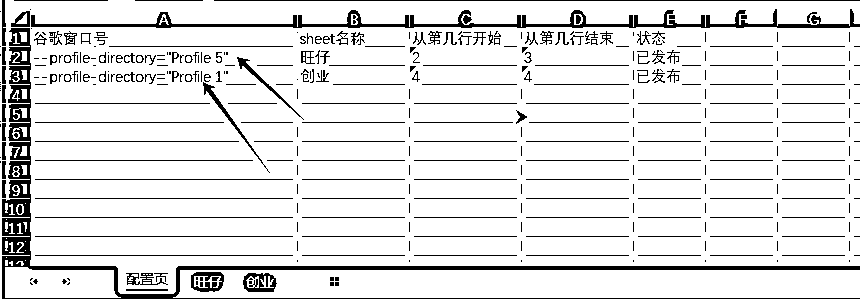 A B C D E F G
1 谷歌窗口号 sheet名称 从第几行开始 从第几行结束 状态
2 --profile-directory="Profile 5" 旺仔 2 3 已发布
3 --profile-directory="Profile 1" 创业 4 4 已发布
4
5
6
7
8
9
10
11
12
配置页 旺仔 创业